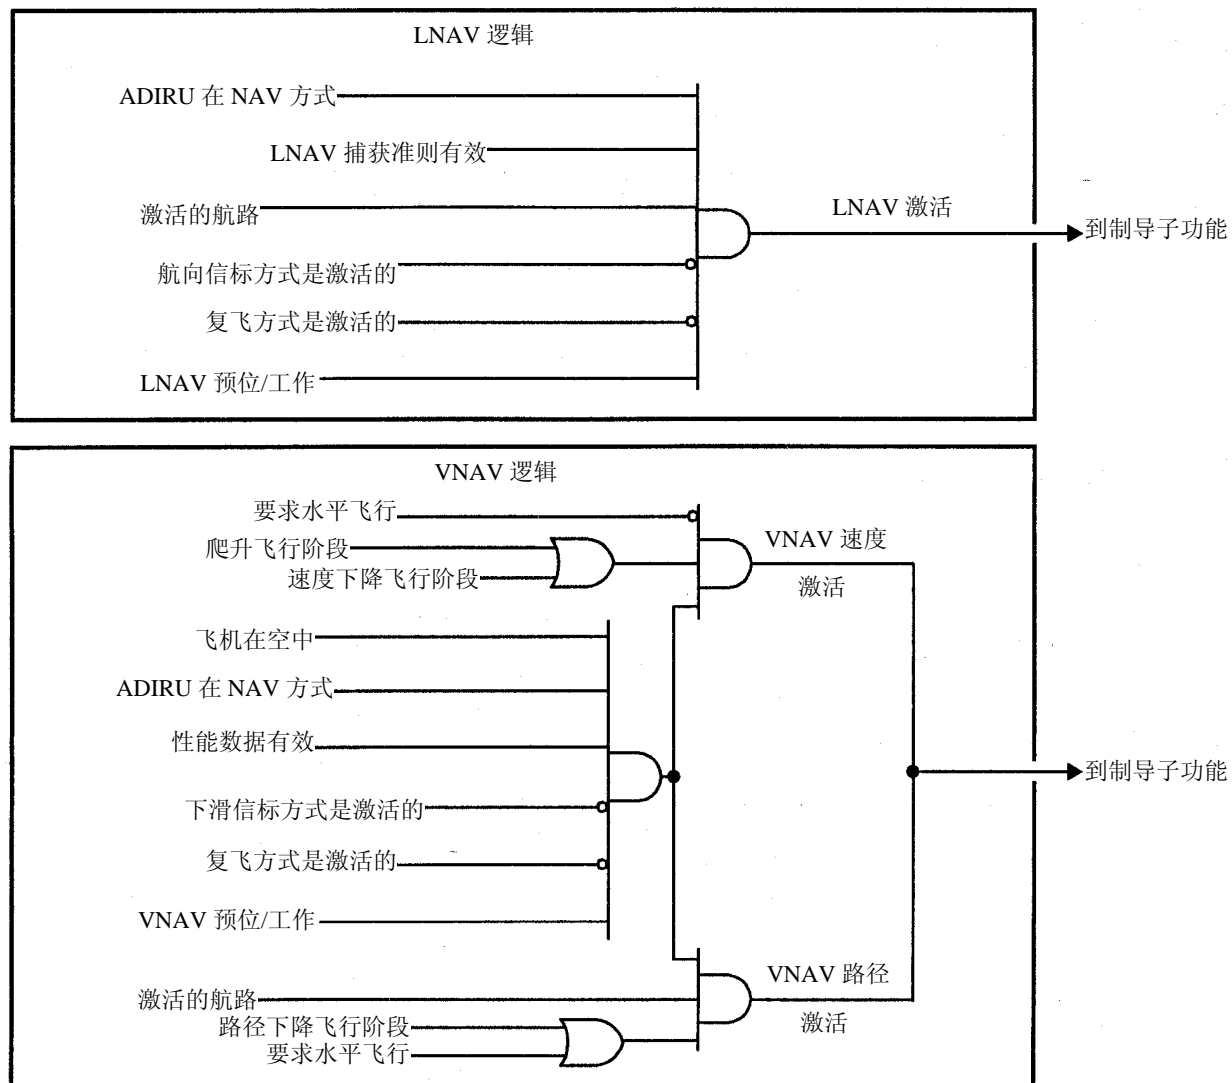 LNAV 逻辑
ADIRU 在 NAV 方式
LNAV 捕获准则有效
激活的航路
LNAV 激活
到制导子功能
航向信标方式是激活的
复飞方式是激活的
LNAV 预位/工作
VNAV 逻辑
要求水平飞行
爬升飞行阶段
速度下降飞行阶段
VNAV 速度
激活
飞机在空中
ADIRU 在 NAV 方式
性能数据有效
到制导子功能
下滑信标方式是激活的
复飞方式是激活的
VNAV 预位/工作
VNAV 路径
激活
激活的航路
路径下降飞行阶段
要求水平飞行